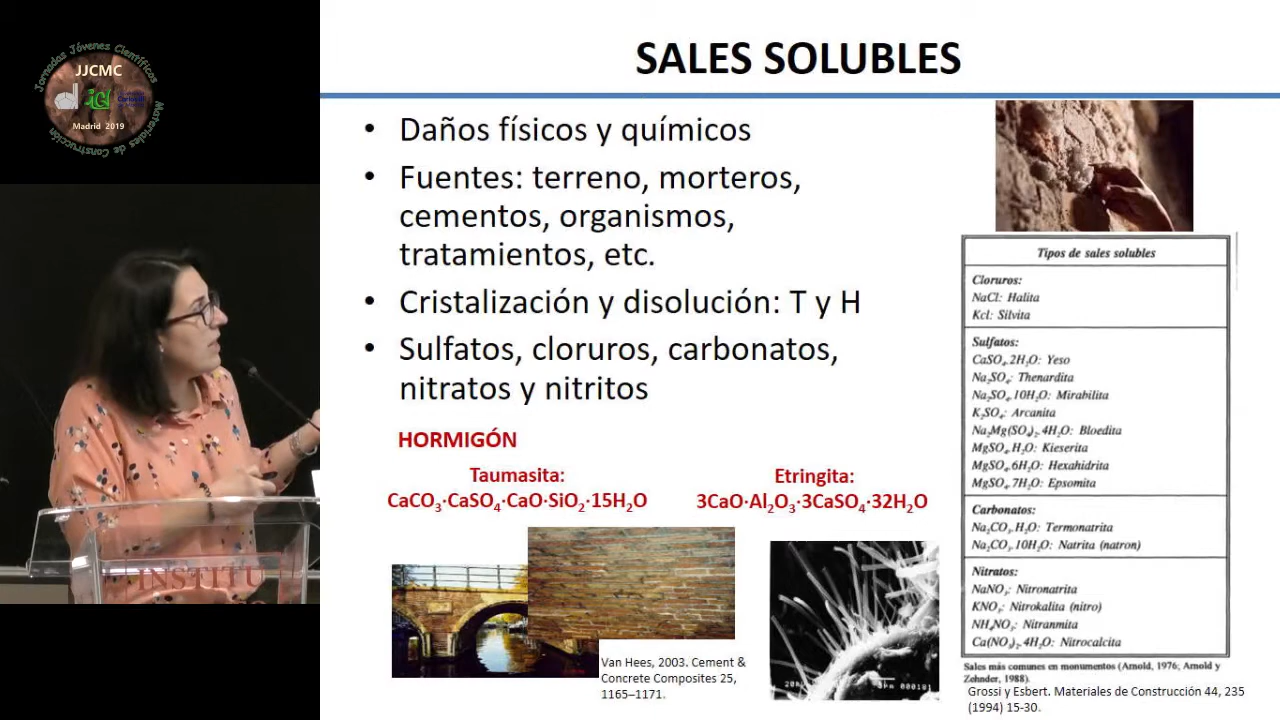 Jornadas Jóvenes Científicos
JJCMC
Madrid 2019
Materiales de Construcción
INSTITU
SALES SOLUBLES
• Daños físicos y químicos
• Fuentes: terreno, morteros,
cementos, organismos,
tratamientos, etc.
• Cristalización y disolución: T y H
• Sulfatos, cloruros, carbonatos,
nitratos y nitritos
HORMIGÓN
Taumasita:
CaCO₃·CaSO₄·CaO·SiO₂·15H₂O
Etringita:
3CaO·Al₂O₃·3CaSO₄·32H₂O
Van Hees, 2003. Cement &
Concrete Composites 25,
1165–1171.
Tipos de sales solubles
Cloruros:
NaCl: Halita
Kcl: Silvita
Sulfatos:
CaSO₄.2H₂O: Yeso
Na₂SO₄: Thenardita
Na₂SO₄.10H₂O: Mirabilita
K₂SO₄: Arcanita
Na₂Mg(SO₄)₂.4H₂O: Bloedita
MgSO₄.H₂O: Kieserita
MgSO₄.6H₂O: Hexahidrita
MgSO₄.7H₂O: Epsomita
Carbonatos:
Na₂CO₃.H₂O: Termonatrita
Na₂CO₃.10H₂O: Natrita (natron)
Nitratos:
NaNO₃: Nitronatrita
KNO₃: Nitrokalita (nitro)
NH₄NO₃: Nitranmita
Ca(NO₃)₂.4H₂O: Nitrocalcita
Sales más comunes en monumentos (Arnold, 1976; Arnold y
Zehnder, 1988).
Grossi y Esbert. Materiales de Construcción 44, 235
(1994) 15-30.